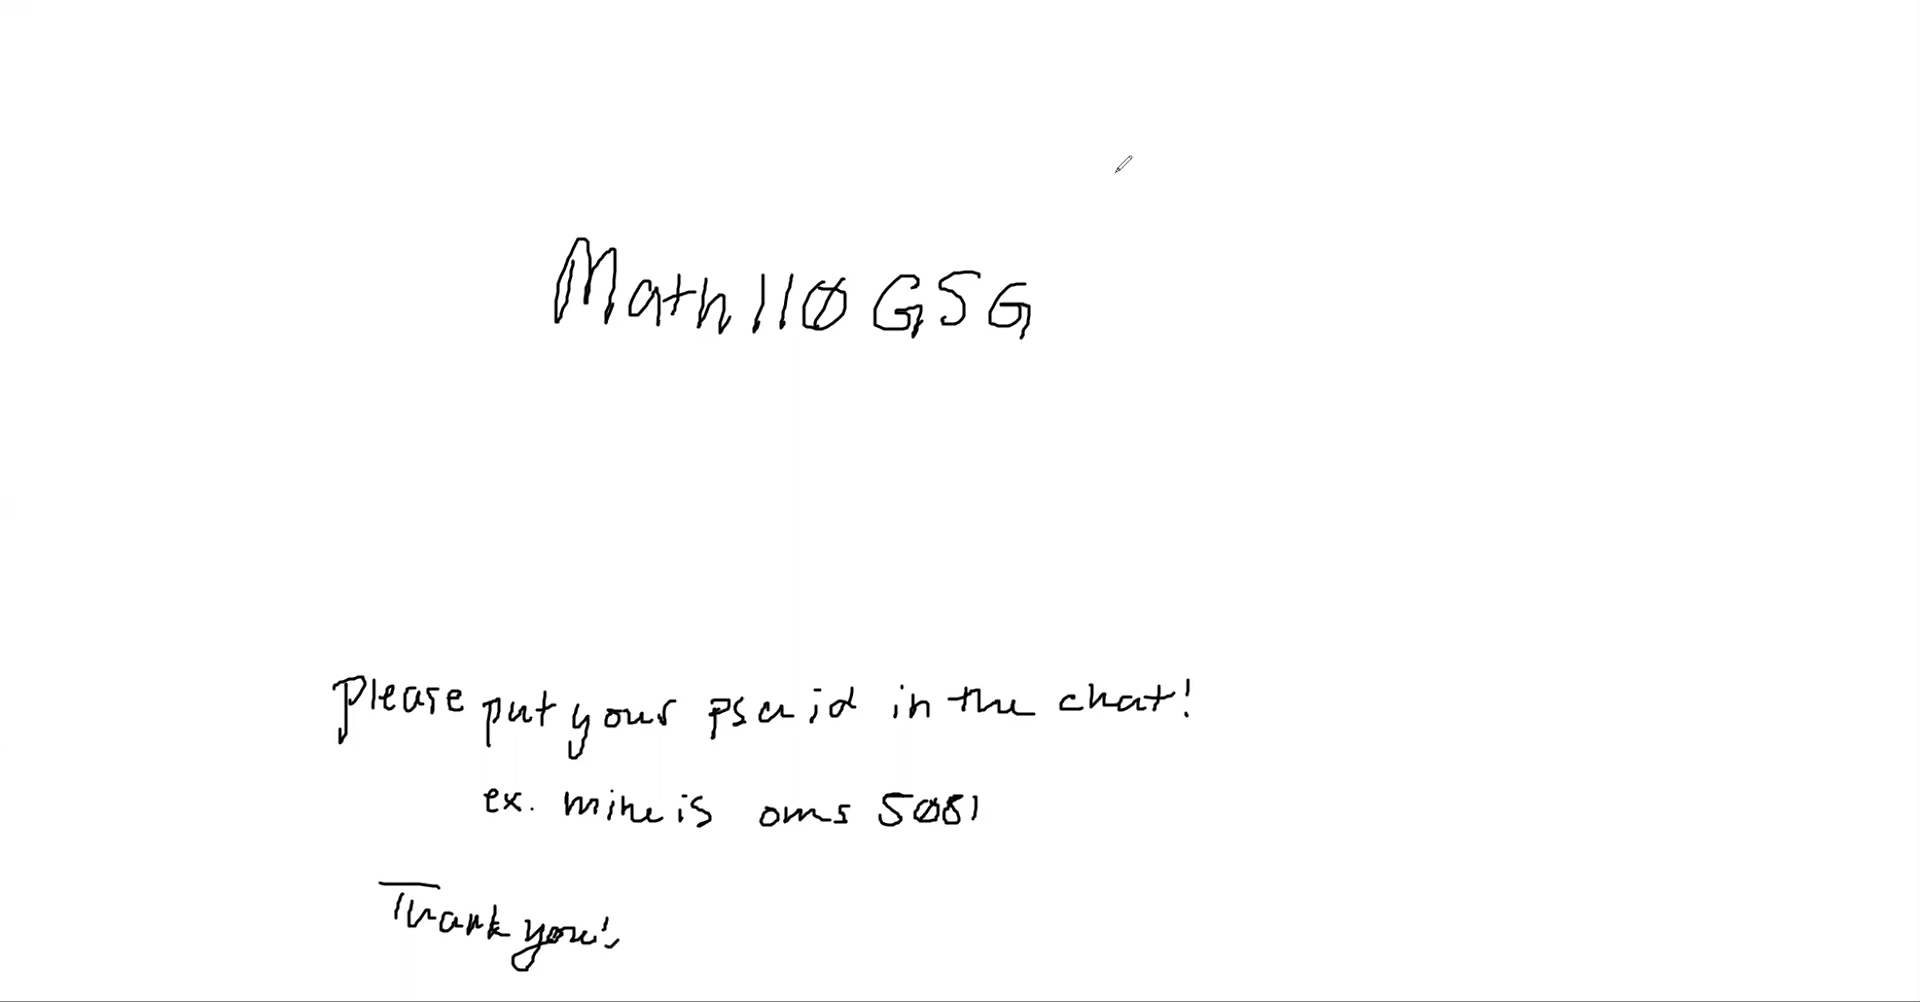 Math 110 GSG
Please put your psu id in the chat!
ex. mine is oms 5081
Thank you!